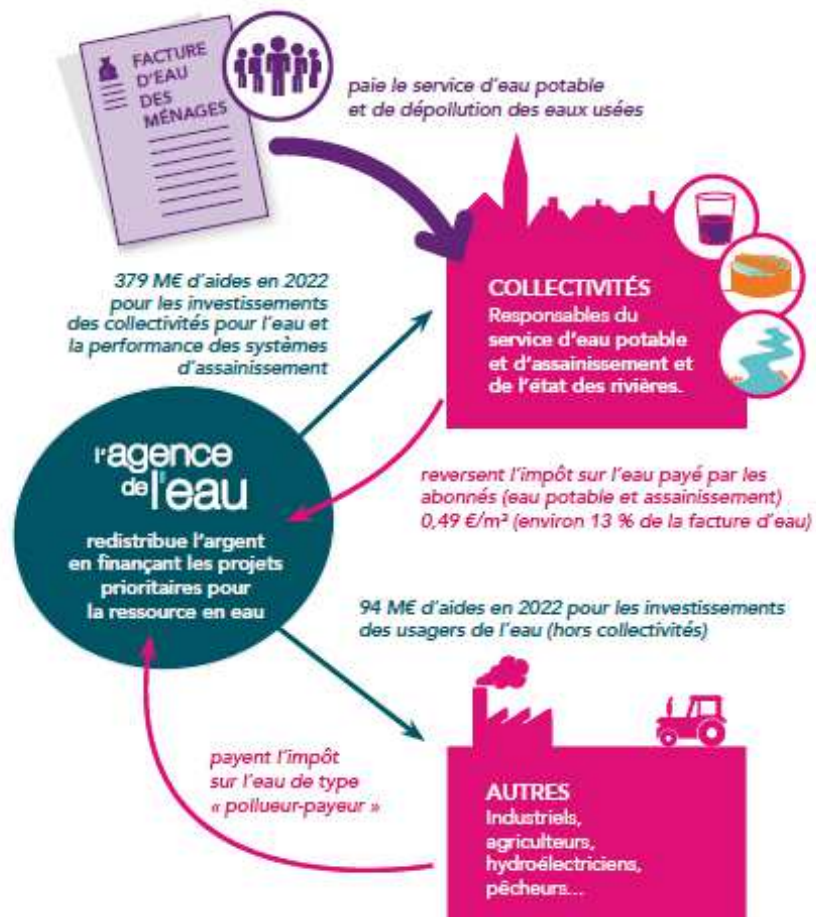 FACTURE
D'EAU
DES
MÉNAGES
paie le service d'eau potable
et de dépollution des eaux usées
379 M€ d'aides en 2022
pour les investissements
des collectivités pour l'eau et
la performance des systèmes
d'assainissement
COLLECTIVITÉS
Responsables du
service d'eau potable
et d'assainissement et
de l'état des rivières.
l'agence
de l'eau
redistribue l'argent
en finançant les projets
prioritaires pour
la ressource en eau
reversent l'impôt sur l'eau payé par les
abonnés (eau potable et assainissement)
0,49 €/m³ (environ 13 % de la facture d'eau)
94 M€ d'aides en 2022 pour les investissements
des usagers de l'eau (hors collectivités)
payent l'impôt
sur l'eau de type
« pollueur-payeur »
AUTRES
Industriels,
agriculteurs,
hydroélectriciens,
pêcheurs...